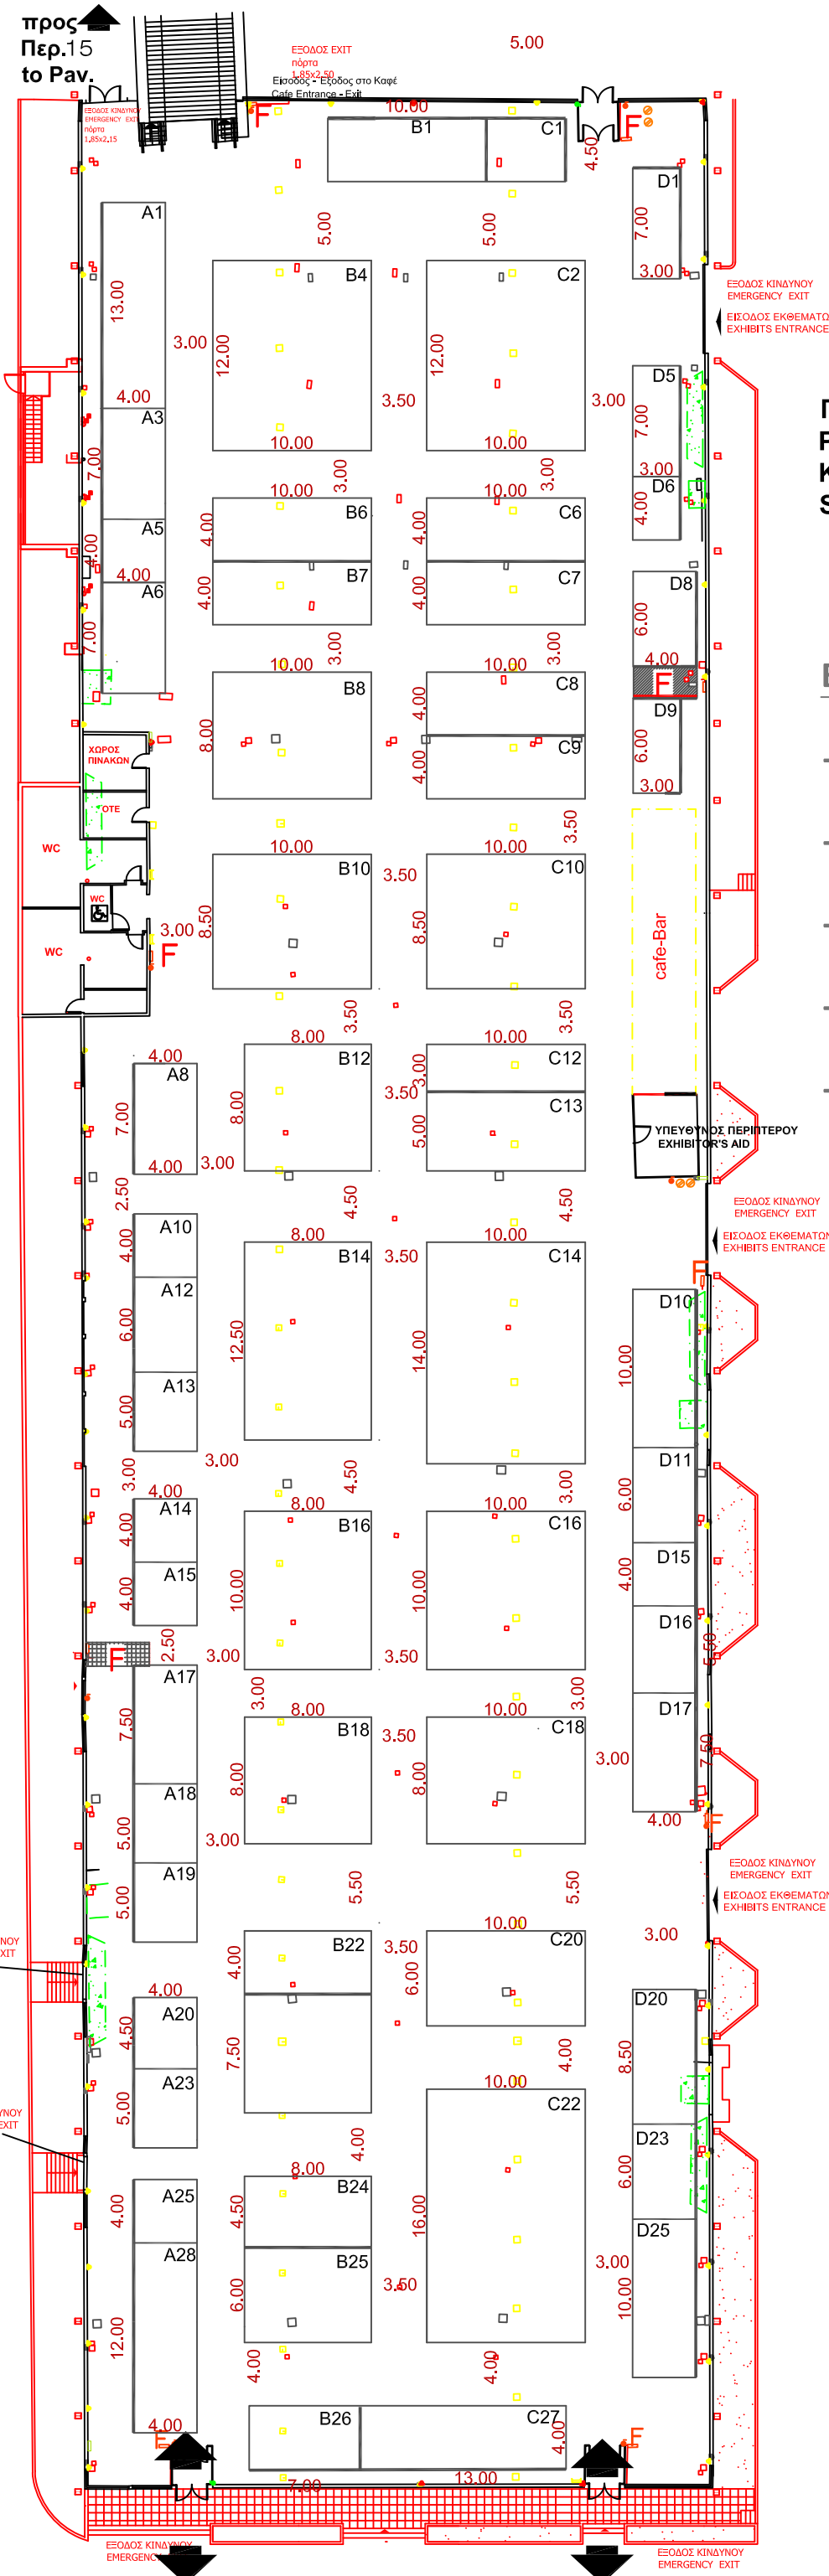 προς
Περ.15
to Pav.
ΕΞΟΔΟΣ EXIT
πόρτα
1.85x2.50
5.00
Είσοδος - Έξοδος στο Καφέ
Cafe Entrance - Exit
ΕΞΟΔΟΣ ΚΙΝΔΥΝΟΥ
EMERGENCY EXIT
πόρτα
1.85x2.15
F
10.00
B1
C1
4.50
F
D1
7.00
3.00
A1
13.00
4.00
5.00
5.00
B4
C2
3.00
12.00
12.00
3.50
3.00
10.00
10.00
ΕΞΟΔΟΣ ΚΙΝΔΥΝΟΥ
EMERGENCY EXIT
ΕΙΣΟΔΟΣ ΕΚΘΕΜΑΤΩΝ
EXHIBITS ENTRANCE
D5
7.00
3.00
A3
7.00
3.00
3.00
D6
4.00
10.00
10.00
B6
C6
4.00
4.00
A5
4.00
4.00
B7
C7
4.00
4.00
A6
7.00
D8
6.00
4.00
3.00
3.00
10.00
10.00
F
B8
C8
8.00
4.00
D9
6.00
3.00
C9
4.00
3.50
ΧΩΡΟΣ
ΠΙΝΑΚΩΝ
ΟΤΕ
WC
WC
WC
3.00
F
10.00
10.00
B10
3.50
C10
8.50
8.50
cafe-Bar
3.50
3.50
8.00
10.00
4.00
A8
7.00
4.00
B12
8.00
3.00
C12
3.00
3.50
C13
5.00
ΥΠΕΥΘΥΝΟΣ ΠΕΡΙΠΤΕΡΟΥ
EXHIBITOR'S AID
2.50
4.50
4.50
ΕΞΟΔΟΣ ΚΙΝΔΥΝΟΥ
EMERGENCY EXIT
ΕΙΣΟΔΟΣ ΕΚΘΕΜΑΤΩΝ
EXHIBITS ENTRANCE
A10
4.00
8.00
10.00
B14
3.50
C14
12.50
14.00
F
A12
6.00
D10
10.00
A13
5.00
3.00
3.00
4.50
3.00
D11
6.00
4.00
A14
4.00
8.00
10.00
B16
C16
10.00
10.00
D15
4.00
A15
4.00
D16
5.50
F
2.50
3.00
3.50
A17
7.50
3.00
3.00
D17
7.50
8.00
10.00
B18
3.50
C18
8.00
8.00
3.00
4.00
F
A18
5.00
3.00
A19
5.00
5.50
5.50
ΕΞΟΔΟΣ ΚΙΝΔΥΝΟΥ
EMERGENCY EXIT
ΕΙΣΟΔΟΣ ΕΚΘΕΜΑΤΩΝ
EXHIBITS ENTRANCE
3.00
10.00
B22
3.50
C20
4.00
6.00
4.00
A20
4.50
7.50
D20
8.50
A23
5.00
4.00
4.00
10.00
C22
16.00
D23
6.00
8.00
A25
4.00
B24
4.50
A28
12.00
B25
6.00
3.50
3.00
D25
10.00
4.00
4.00
4.00
B26
C27
4.00
F
F
7.00
13.00
ΕΞΟΔΟΣ ΚΙΝΔΥΝΟΥ
ΕΞΟΔΟΣ ΚΙΝΔΥΝΟΥ
EMERGENCY EXIT